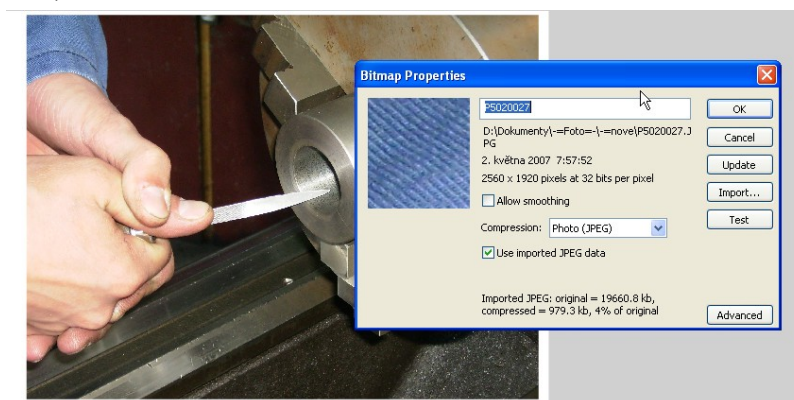 Bitmap Properties
P5020027
OK
D:\Dokumenty\-=Foto=-\-=nove\P5020027.J
PG
Cancel
2. května 2007 7:57:52
Update
2560 x 1920 pixels at 32 bits per pixel
Import...
Allow smoothing
Test
Compression: Photo (JPEG)
Use imported JPEG data
Imported JPEG: original = 19660.8 kb,
compressed = 979.3 kb, 4% of original
Advanced